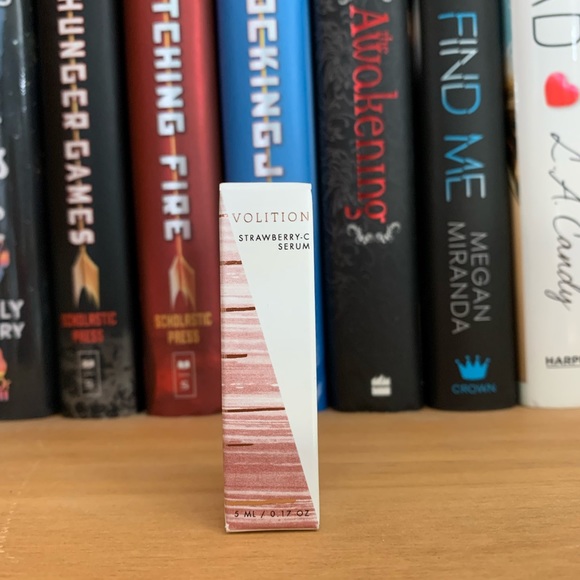 HUNGER GAMES
SCHOLASTIC
PRESS
FIRE
SCHOLASTIC
PRESS
Awakening
FIND ME
MEGAN
MIRANDA
CROWN
L.A. Candy
VOLITION
STRAWBERRY-C
SERUM
5 ML / 0.17 OZ